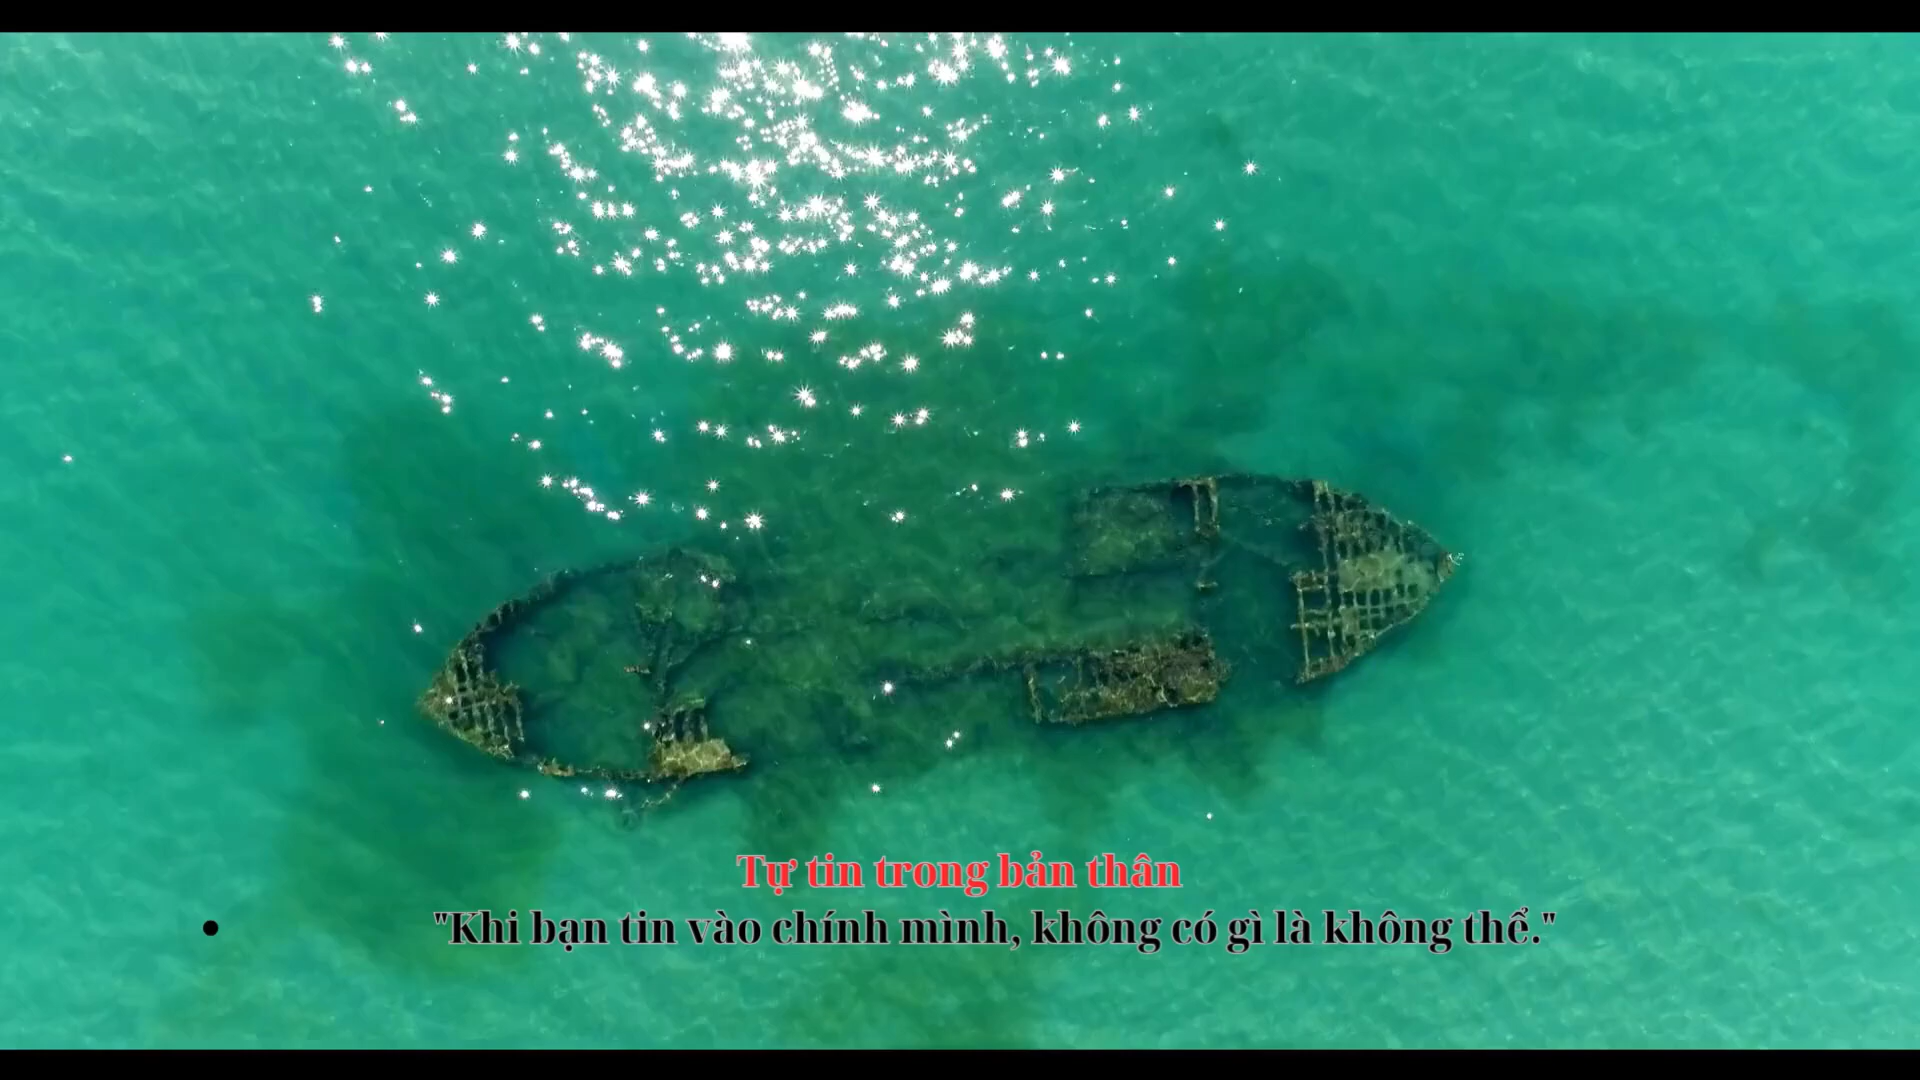 Tự tin trong bản thân
• "Khi bạn tin vào chính mình, không có gì là không thể."